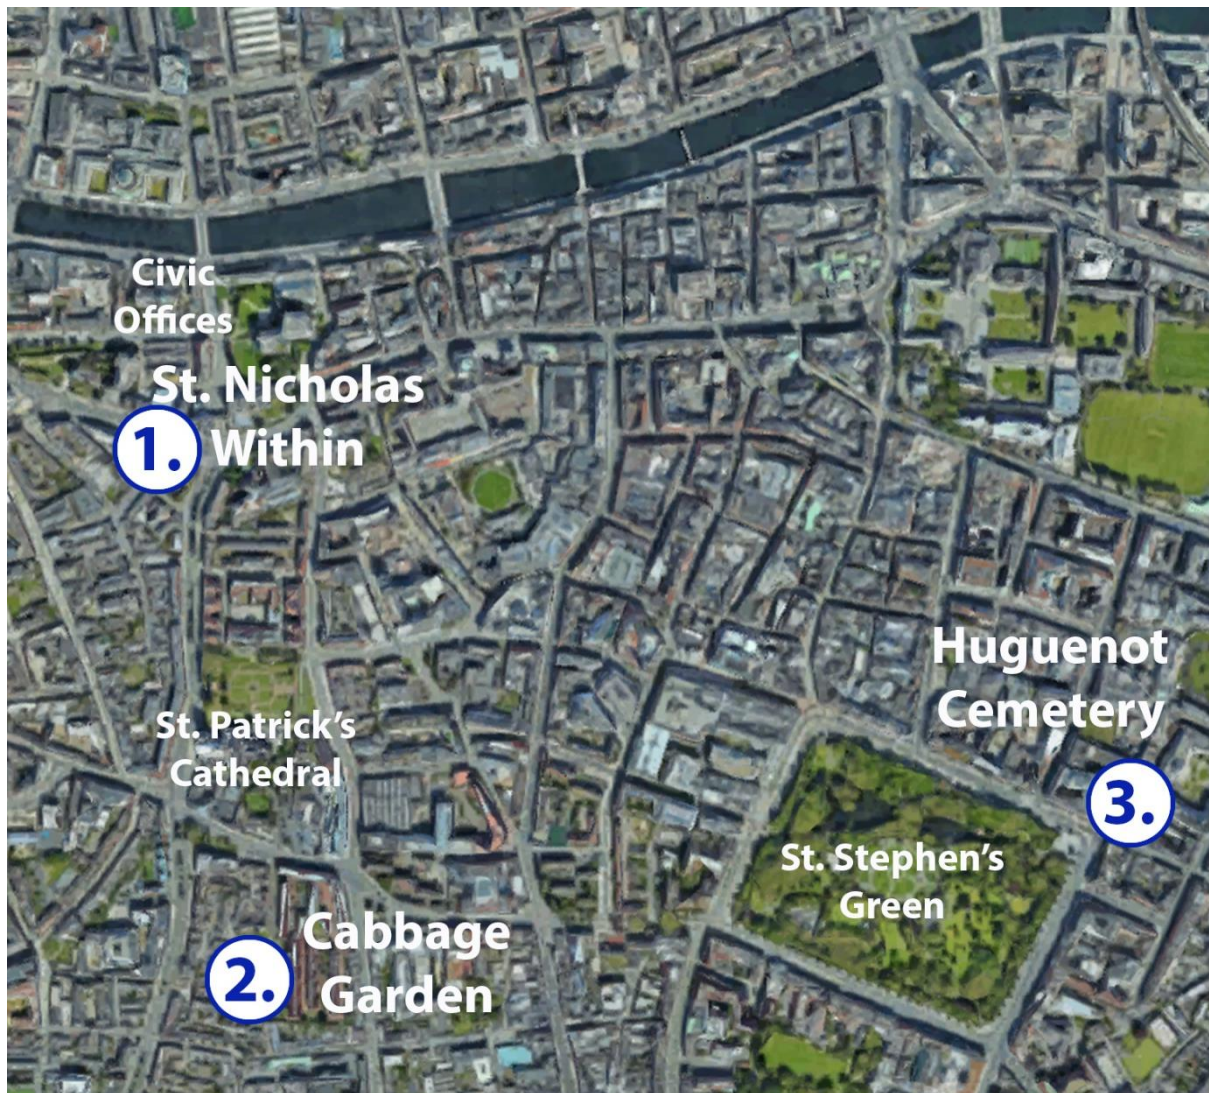 Civic
Offices
St. Nicholas
1. Within
Huguenot
Cemetery
St. Patrick’s
Cathedral
3.
St. Stephen’s
Green
Cabbage
2. Garden